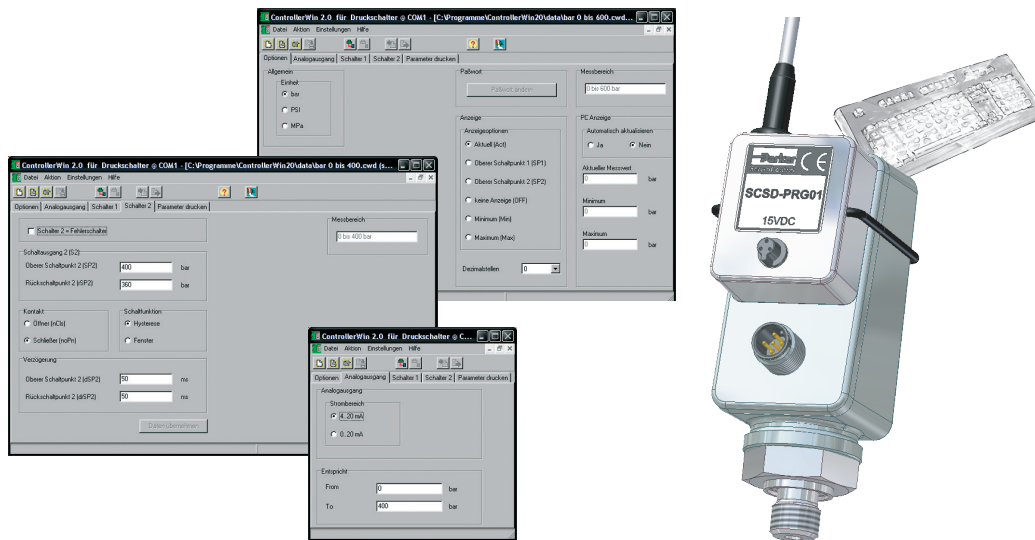 ControllerWin 2.0 für Druckschalter @ COM1 - [C:\Programme\ControllerWin20\data\bar 0 bis 600.cwd...
Datei Aktion Einstellungen Hilfe
Optionen Analogausgang Schalter 1 Schalter 2 Parameter drucken
Allgemein
Einheit
bar
PSI
MPa
Paßwort
Paßwort ändern
Messbereich
0 bis 600 bar
Anzeige
Anzeigeoptionen
Aktuell (Act)
Oberer Schaltpunkt 1 (SP1)
Oberer Schaltpunkt 2 (SP2)
keine Anzeige (OFF)
Minimum (Min)
Maximum (Max)
Dezimalstellen 0
PC Anzeige
Automatisch aktualisieren
Ja Nein
Aktueller Messwert
0 bar
Minimum
0 bar
Maximum
0 bar
ControllerWin 2.0 für Druckschalter @ COM1 - [C:\Programme\ControllerWin20\data\bar 0 bis 400.cwd (s...
Datei Aktion Einstellungen Hilfe
Optionen Analogausgang Schalter 1 Schalter 2 Parameter drucken
Schalter 2 = Fehlerschalter
Messbereich
0 bis 400 bar
Schaltausgang 2 (S2)
Oberer Schaltpunkt 2 (SP2) 400 bar
Rückschaltpunkt 2 (rSP2) 360 bar
Kontakt
Öffner (nCls)
Schließer (noPn)
Schaltfunktion
Hysterese
Fenster
Verzögerung
Oberer Schaltpunkt 2 (dSP2) 50 ms
Rückschaltpunkt 2 (drSP2) 50 ms
Daten übernehmen
ControllerWin 2.0 für Druckschalter @ C...
Datei Aktion Einstellungen Hilfe
Optionen Analogausgang Schalter 1 Schalter 2 Parameter drucken
Analogausgang
Strombereich
4..20 mA
0..20 mA
Entspricht
From 0 bar
To 400 bar
Parker CE
SCSD-PRG01
15VDC